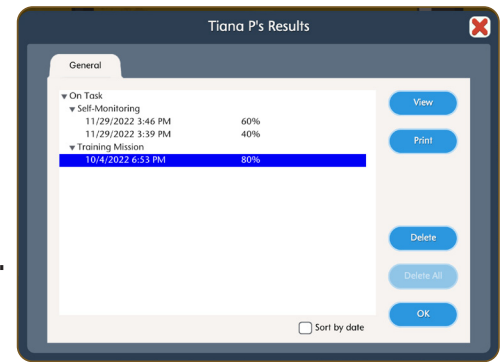 Tiana P's Results
General
On Task
Self-Monitoring
11/29/2022 3:46 PM 60%
11/29/2022 3:39 PM 40%
Training Mission
10/4/2022 6:53 PM 80%
View
Print
Delete
Delete All
OK
Sort by date